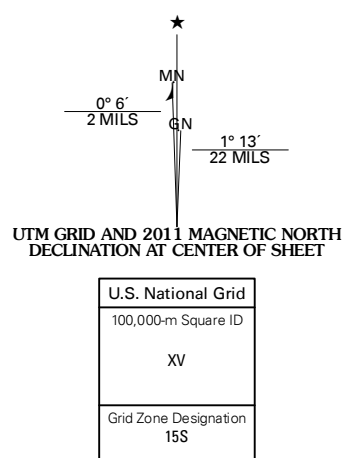 MN
0° 6´
2 MILS
GN
1° 13´
22 MILS
UTM GRID AND 2011 MAGNETIC NORTH
DECLINATION AT CENTER OF SHEET
U.S. National Grid
100,000-m Square ID
XV
Grid Zone Designation
15S